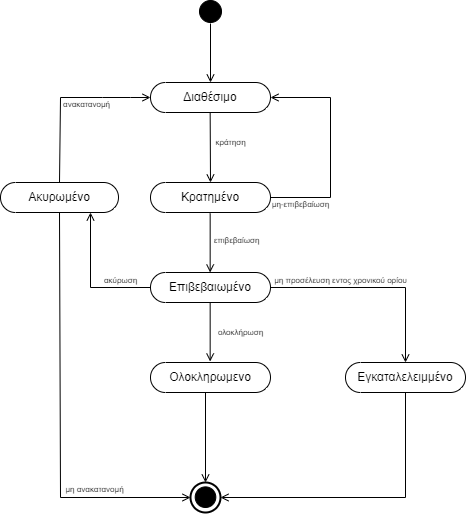 Διαθέσιμο
ανακατανομή
κράτηση
Ακυρωμένο
Κρατημένο
μη-επιβεβαίωση
επιβεβαίωση
ακύρωση
Επιβεβαιωμένο
μη προσέλευση εντος χρονικού ορίου
ολοκλήρωση
Ολοκληρωμενο
Εγκαταλελειμμένο
μη ανακατανομή